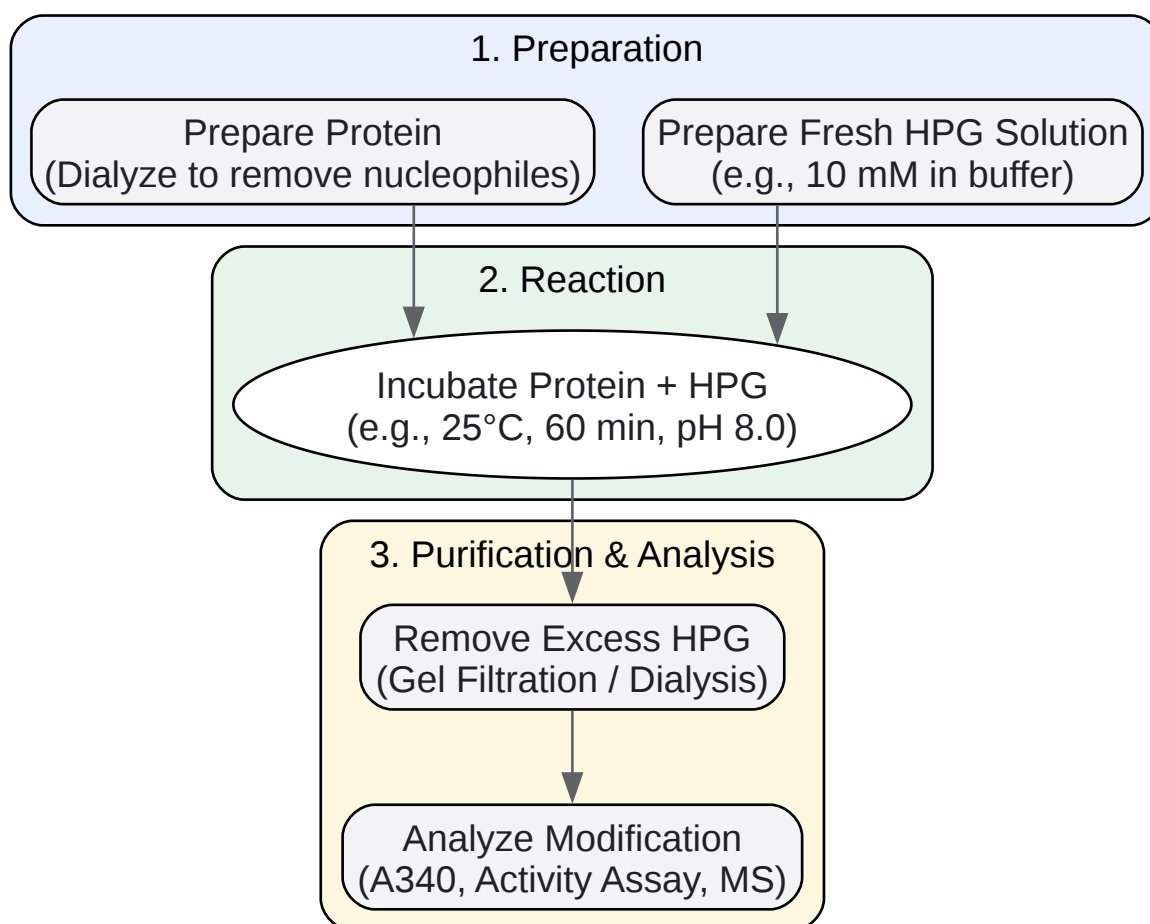 1. Preparation
Prepare Protein
(Dialyze to remove nucleophiles)
Prepare Fresh HPG Solution
(e.g., 10 mM in buffer)
2. Reaction
Incubate Protein + HPG
(e.g., 25°C, 60 min, pH 8.0)
3. Purification & Analysis
Remove Excess HPG
(Gel Filtration / Dialysis)
Analyze Modification
(A340, Activity Assay, MS)